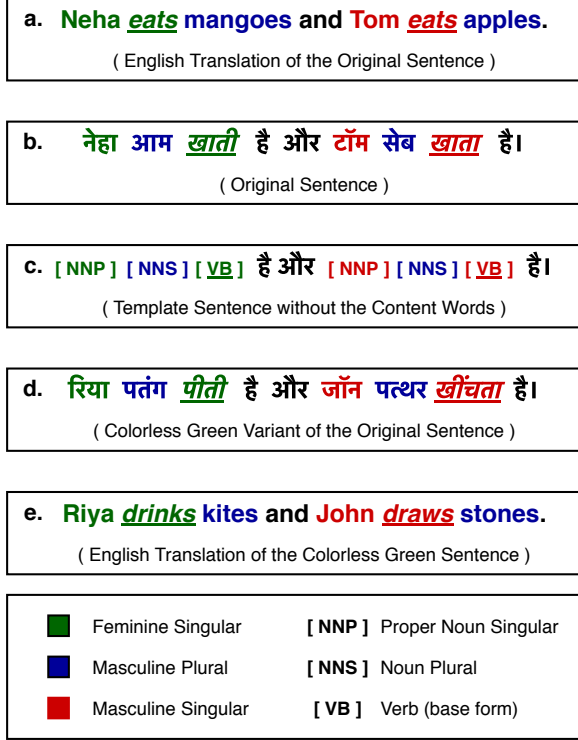 a. Neha eats mangoes and Tom eats apples.
( English Translation of the Original Sentence )
b. नेहा आम खाती है और टॉम सेब खाता है।
( Original Sentence )
c. [ NNP ] [ NNS ] [ VB ] है और [ NNP ] [ NNS ] [ VB ] है।
( Template Sentence without the Content Words )
d. रिया पतंग पीती है और जॉन पत्थर खींचता है।
( Colorless Green Variant of the Original Sentence )
e. Riya drinks kites and John draws stones.
( English Translation of the Colorless Green Sentence )
Feminine Singular [ NNP ] Proper Noun Singular
Masculine Plural [ NNS ] Noun Plural
Masculine Singular [ VB ] Verb (base form)